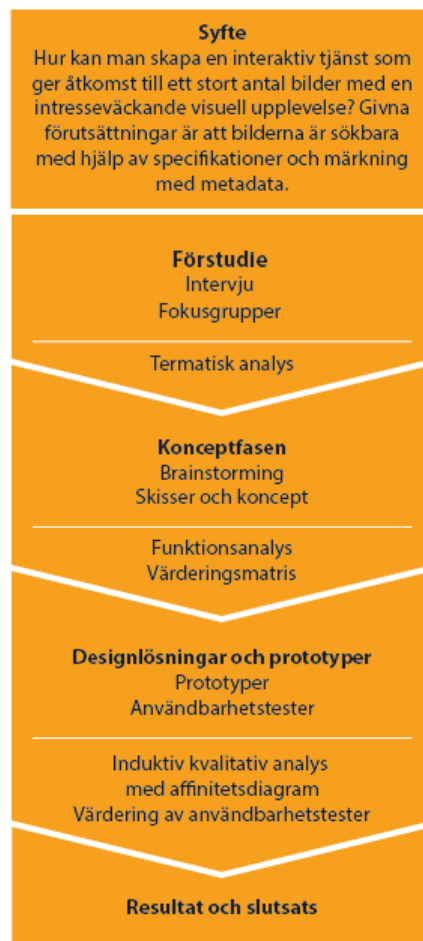 Syfte
Hur kan man skapa en interaktiv tjänst som
ger åtkomst till ett stort antal bilder med en
intresseväckande visuell upplevelse? Givna
förutsättningar är att bilderna är sökbara
med hjälp av specifikationer och märkning
med metadata.
Förstudie
Intervju
Fokusgrupper
Termatisk analys
Konceptfasen
Brainstorming
Skisser och koncept
Funktionsanalys
Värderingsmatris
Designlösningar och prototyper
Prototyper
Användbarhetstester
Induktiv kvalitativ analys
med affinitetsdiagram
Värdering av användbarhetstester
Resultat och slutsats